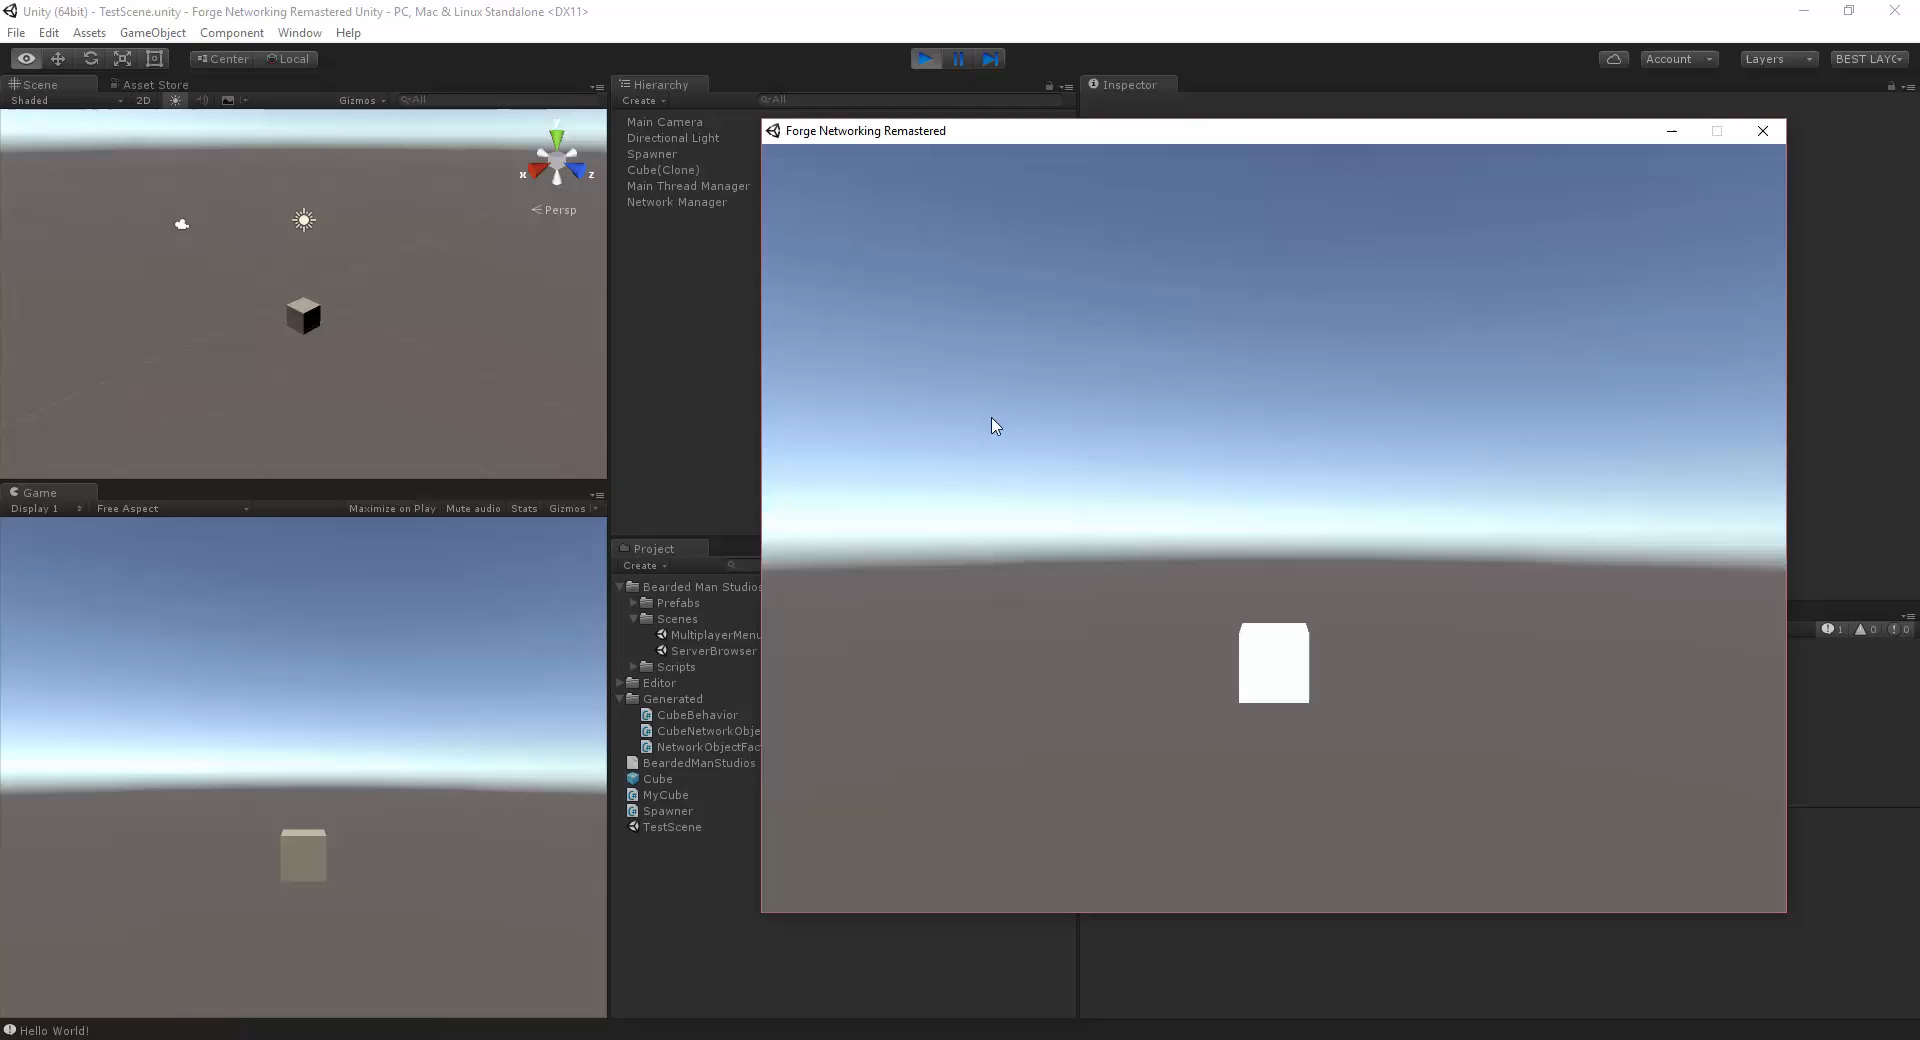 Unity (64bit) - TestScene.unity - Forge Networking Remastered Unity - PC, Mac & Linux Standalone <DX11>
File Edit Assets GameObject Component Window Help
Center Local
Account Layers BEST LAYC
Scene Asset Store
Shaded 2D Gizmos All
x y z
Persp
Hierarchy
Create All
Main Camera
Directional Light
Spawner
Cube(Clone)
Main Thread Manager
Network Manager
Inspector
Forge Networking Remastered
Game
Display 1 Free Aspect Maximize on Play Mute audio Stats Gizmos
Project
Create
Bearded Man Studios
Prefabs
Scenes
MultiplayerMenu
ServerBrowser
Scripts
Editor
Generated
CubeBehavior
CubeNetworkObje
NetworkObjectFac
BeardedManStudios
Cube
MyCube
Spawner
TestScene
1 0 0
Hello World!